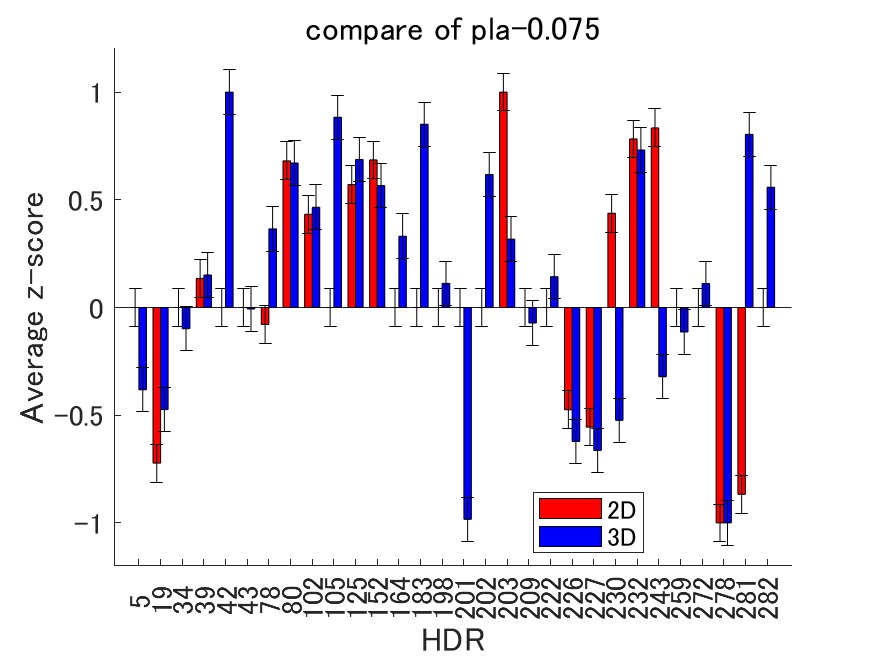 compare of pla-0.075
Average z-score
1
0.5
0
-0.5
-1
2D
3D
5 19 34 39 42 43 78 80 102 105 125 152 164 183 198 201 202 203 209 222 226 227 230 232 243 259 272 278 281 282
HDR